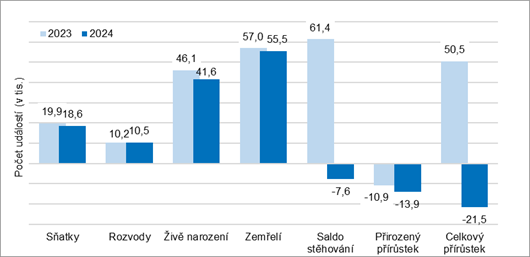 2023 2024
Počet událostí (v tis.)
19,9 18,6
10,2 10,5
46,1 41,6
57,0 55,5
61,4 -7,6
-10,9 -13,9
50,5 -21,5
Sňatky
Rozvody
Živě narození
Zemřelí
Saldo
stěhování
Přirozený
přírůstek
Celkový
přírůstek